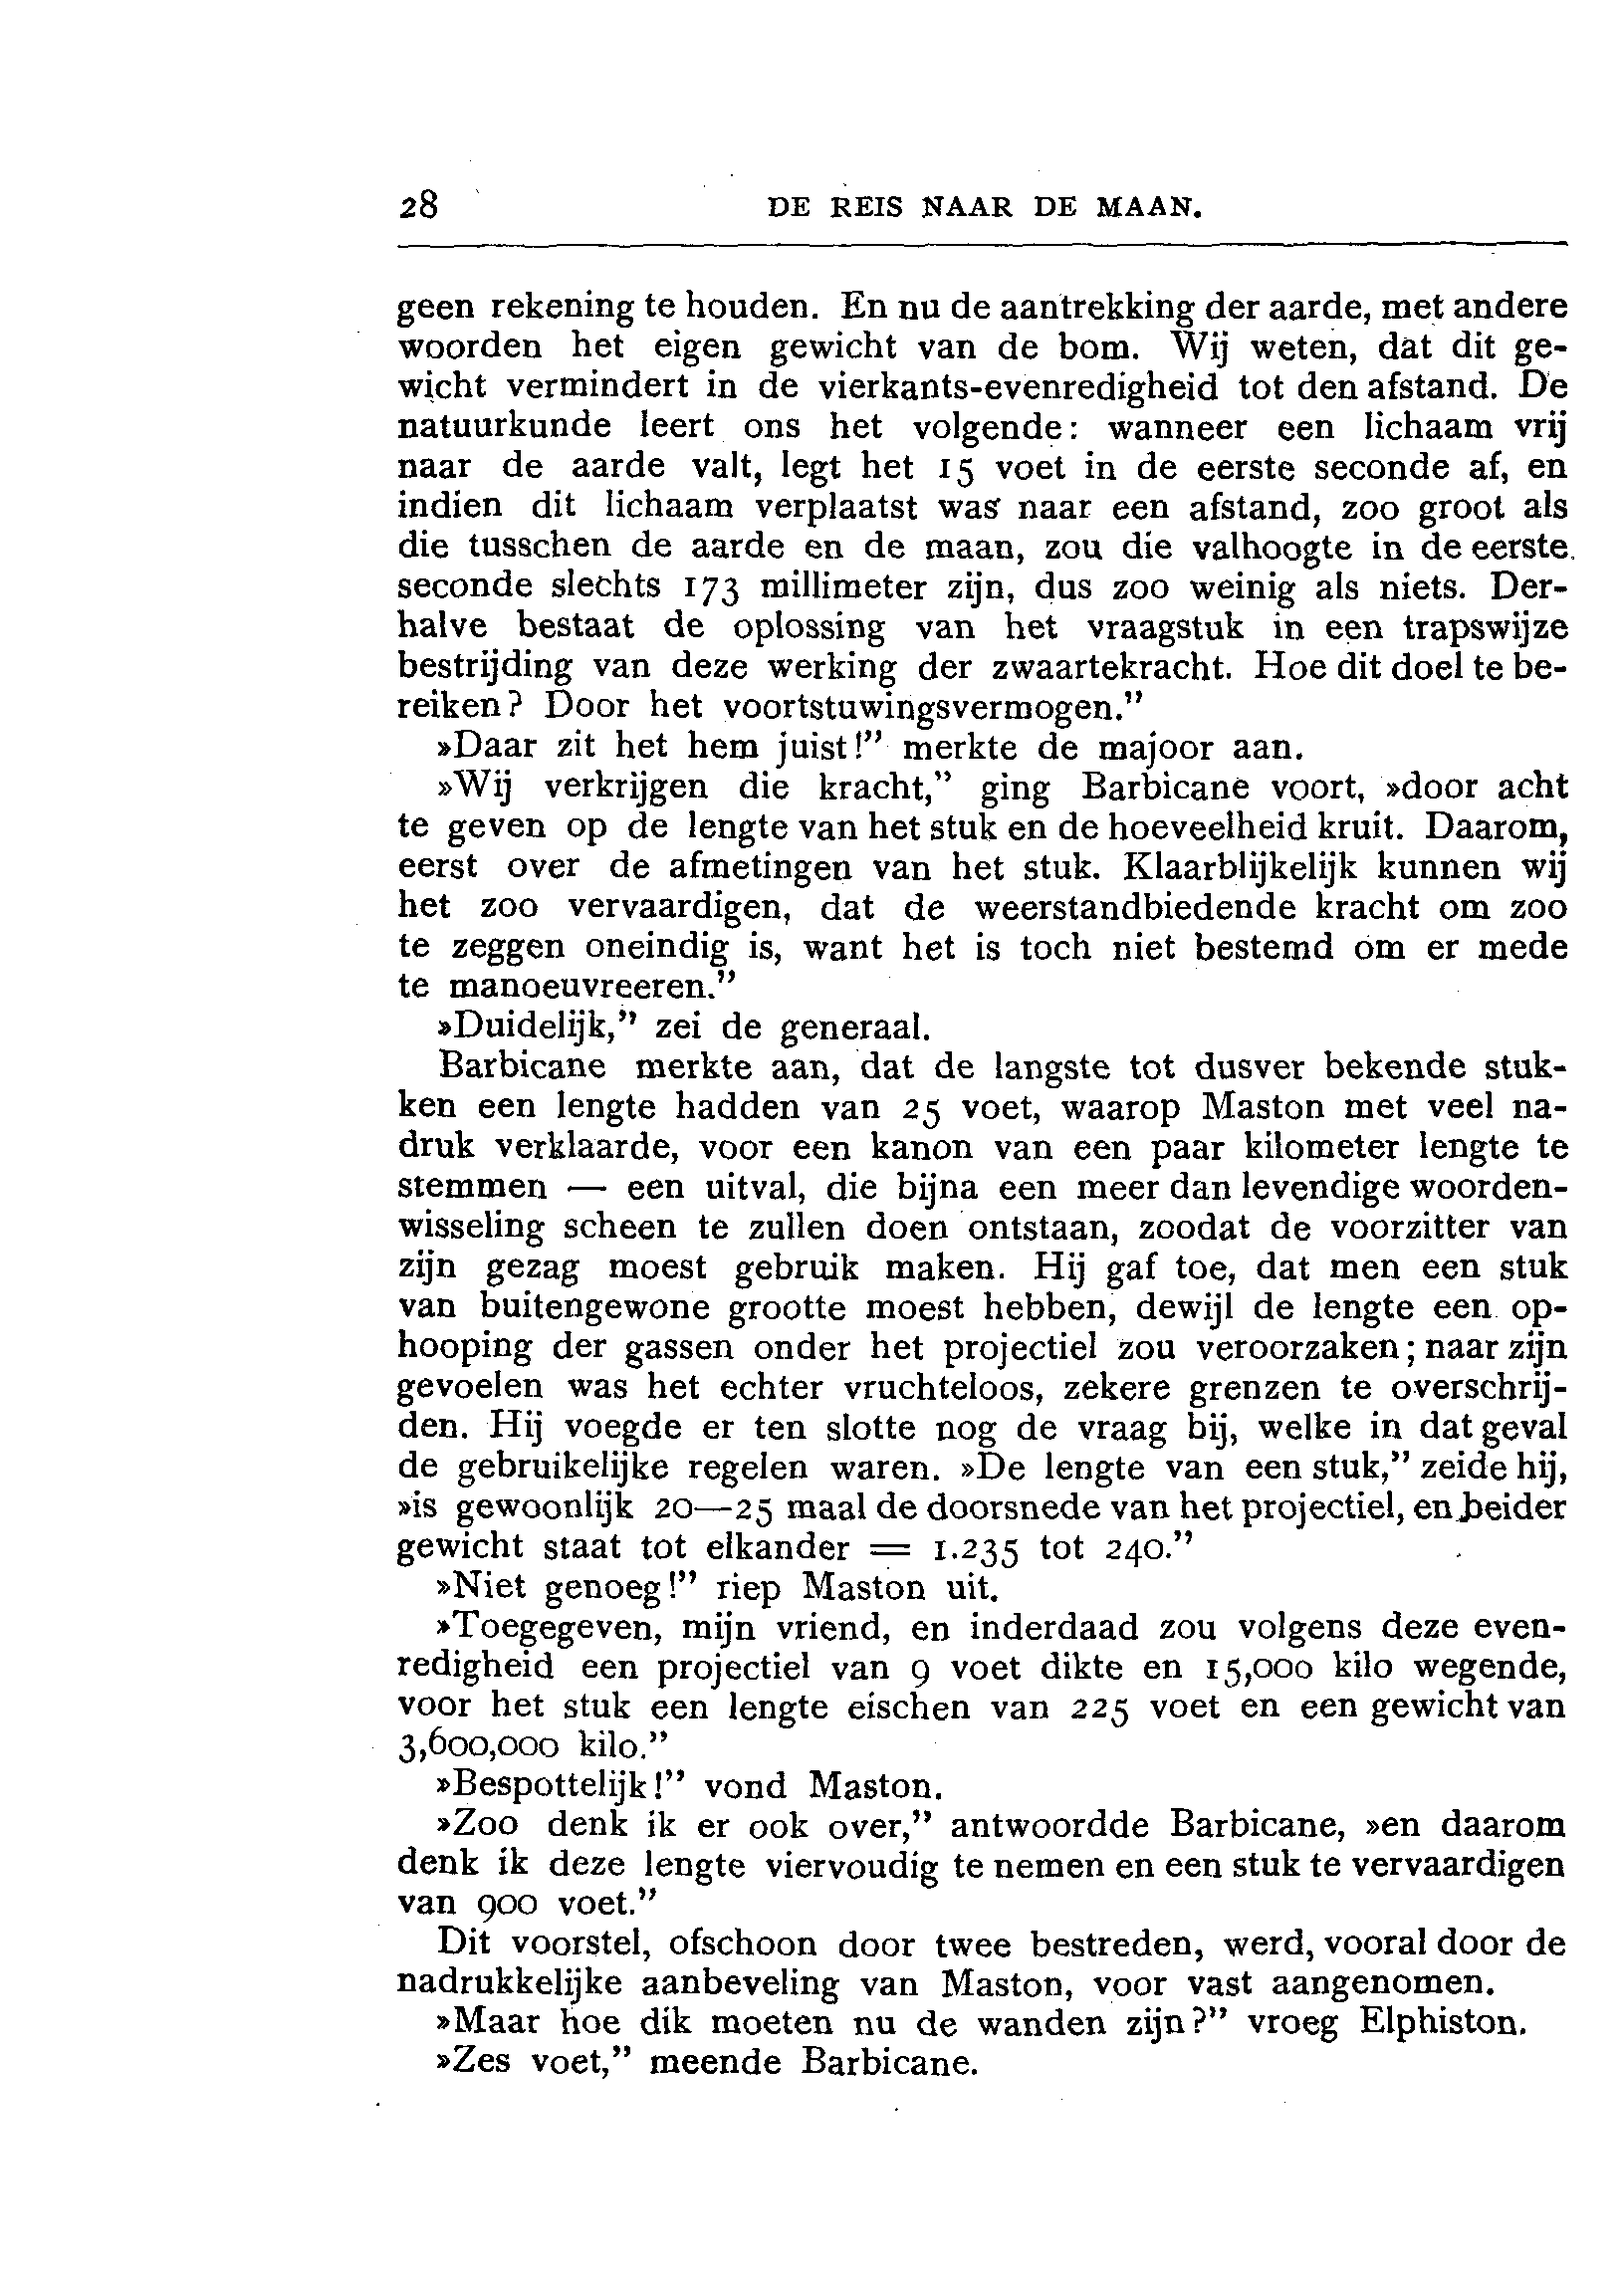 28 DE REIS NAAR DE MAAN.
geen rekening te houden. En nu de aantrekking der aarde, met andere
woorden het eigen gewicht van de bom. Wij weten, dat dit ge-
wicht vermindert in de vierkants-evenredigheid tot den afstand. De
natuurkunde leert ons het volgende: wanneer een lichaam vrij
naar de aarde valt, legt het 15 voet in de eerste seconde af, en
indien dit lichaam verplaatst was naar een afstand, zoo groot als
die tusschen de aarde en de maan, zou die valhoogte in de eerste
seconde slechts 173 millimeter zijn, dus zoo weinig als niets. Der-
halve bestaat de oplossing van het vraagstuk in een trapswijze
bestrijding van deze werking der zwaartekracht. Hoe dit doel te be-
reiken? Door het voortstuwingsvermogen.”
»Daar zit het hem juist!” merkte de majoor aan.
»Wij verkrijgen die kracht,” ging Barbicane voort, »door acht
te geven op de lengte van het stuk en de hoeveelheid kruit. Daarom,
eerst over de afmetingen van het stuk. Klaarblijkelijk kunnen wij
het zoo vervaardigen, dat de weerstandbiedende kracht om zoo
te zeggen oneindig is, want het is toch niet bestemd om er mede
te manoeuvreeren.”
»Duidelijk,” zei de generaal.
Barbicane merkte aan, dat de langste tot dusver bekende stuk-
ken een lengte hadden van 25 voet, waarop Maston met veel na-
druk verklaarde, voor een kanon van een paar kilometer lengte te
stemmen — een uitval, die bijna een meer dan levendige woorden-
wisseling scheen te zullen doen ontstaan, zoodat de voorzitter van
zijn gezag moest gebruik maken. Hij gaf toe, dat men een stuk
van buitengewone grootte moest hebben, dewijl de lengte een op-
hooping der gassen onder het projectiel zou veroorzaken; naar zijn
gevoelen was het echter vruchteloos, zekere grenzen te overschrij-
den. Hij voegde er ten slotte nog de vraag bij, welke in dat geval
de gebruikelijke regelen waren. »De lengte van een stuk,” zeide hij,
»is gewoonlijk 20—25 maal de doorsnede van het projectiel, en beider
gewicht staat tot elkander = 1.235 tot 240.”
»Niet genoeg!” riep Maston uit.
»Toegegeven, mijn vriend, en inderdaad zou volgens deze even-
redigheid een projectiel van 9 voet dikte en 15,000 kilo wegende,
voor het stuk een lengte eischen van 225 voet en een gewicht van
3,600,000 kilo.”
»Bespottelijk!” vond Maston.
»Zoo denk ik er ook over,” antwoordde Barbicane, »en daarom
denk ik deze lengte viervoudig te nemen en een stuk te vervaardigen
van 900 voet.”
Dit voorstel, ofschoon door twee bestreden, werd, vooral door de
nadrukkelijke aanbeveling van Maston, voor vast aangenomen.
»Maar hoe dik moeten nu de wanden zijn?” vroeg Elphiston.
»Zes voet,” meende Barbicane.